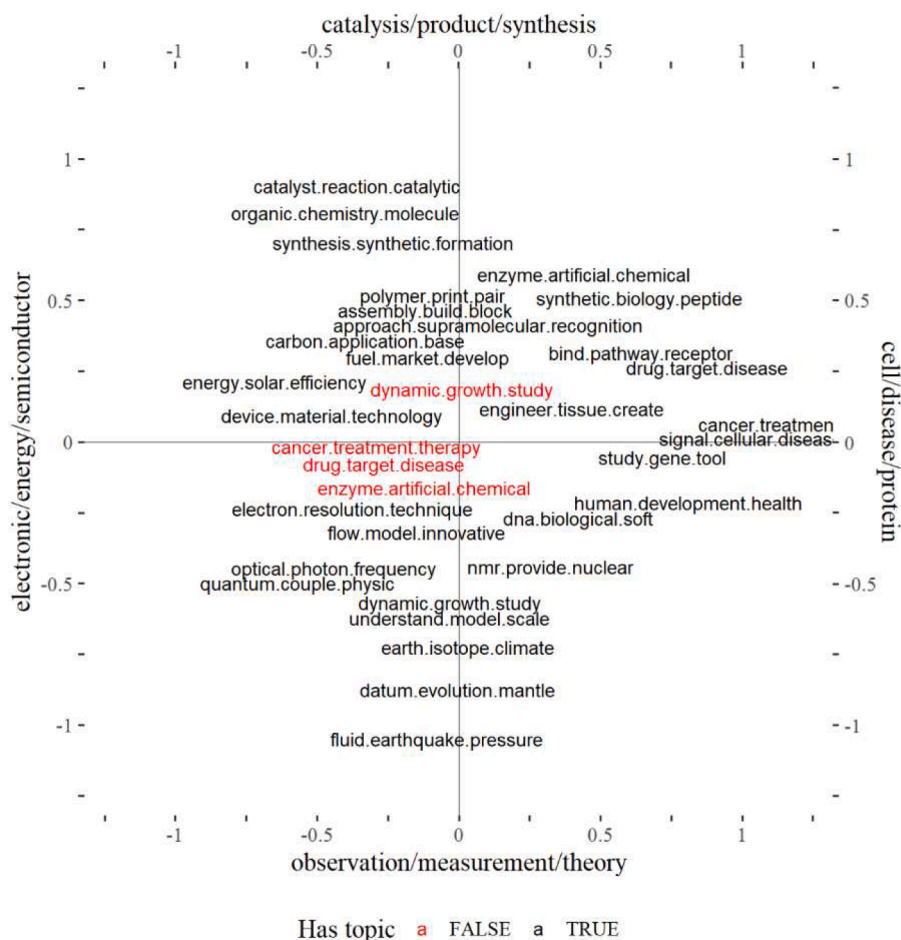 catalysis/product/synthesis
-1 -0.5 0 0.5 1
1 1
catalyst.reaction.catalytic
organic.chemistry.molecule
synthesis.synthetic.formation
enzyme.artificial.chemical
0.5 polymer.print.pair synthetic.biology.peptide 0.5
assembly.build.block
approach.supramolecular.recognition
carbon.application.base
fuel.market.develop bind.pathway.receptor
drug.target.disease
energy.solar.efficiency
dynamic.growth.study
engineer.tissue.create
device.material.technology
cancer.treatmen
0 signal.cellular.diseas 0
cancer.treatment.therapy
study.gene.tool
drug.target.disease
enzyme.artificial.chemical
human.development.health
electron.resolution.technique
dna.biological.soft
flow.model.innovative
optical.photon.frequency nmr.provide.nuclear
-0.5 quantum.couple.physic -0.5
dynamic.growth.study
understand.model.scale
earth.isotope.climate
datum.evolution.mantle
-1 -1
fluid.earthquake.pressure
electronic/energy/semiconductor
cell/disease/protein
-1 -0.5 0 0.5 1
observation/measurement/theory
Has topic a FALSE a TRUE